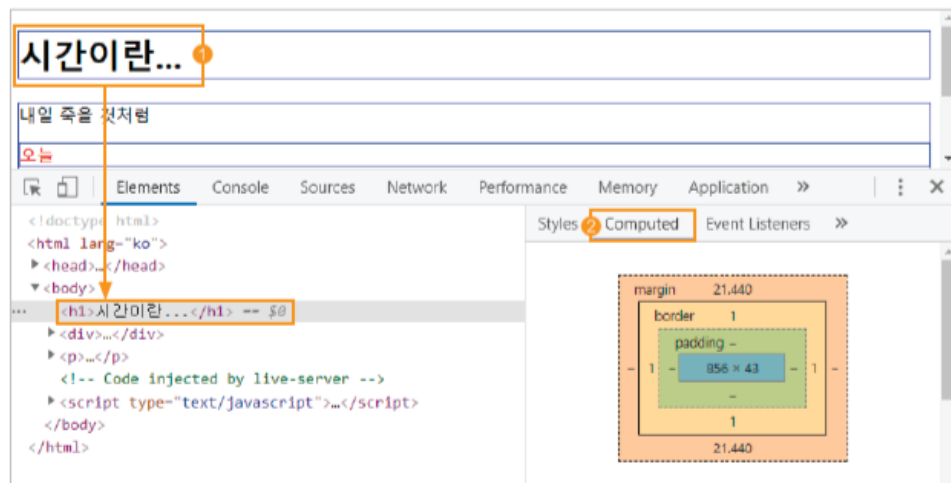 시간이란... 1
내일 죽을 것처럼
오늘
Elements Console Sources Network Performance Memory Application »
<!doctype html>
<html lang="ko">
<head>…</head>
<body>
<h1>시간이란...</h1> == $0
<div>…</div>
<p>…</p>
<!-- Code injected by live-server -->
<script type="text/javascript">…</script>
</body>
</html>
Styles 2 Computed Event Listeners »
margin 21.440
border 1
padding –
– 1 – 856 × 43 – 1 –
–
1
21.440